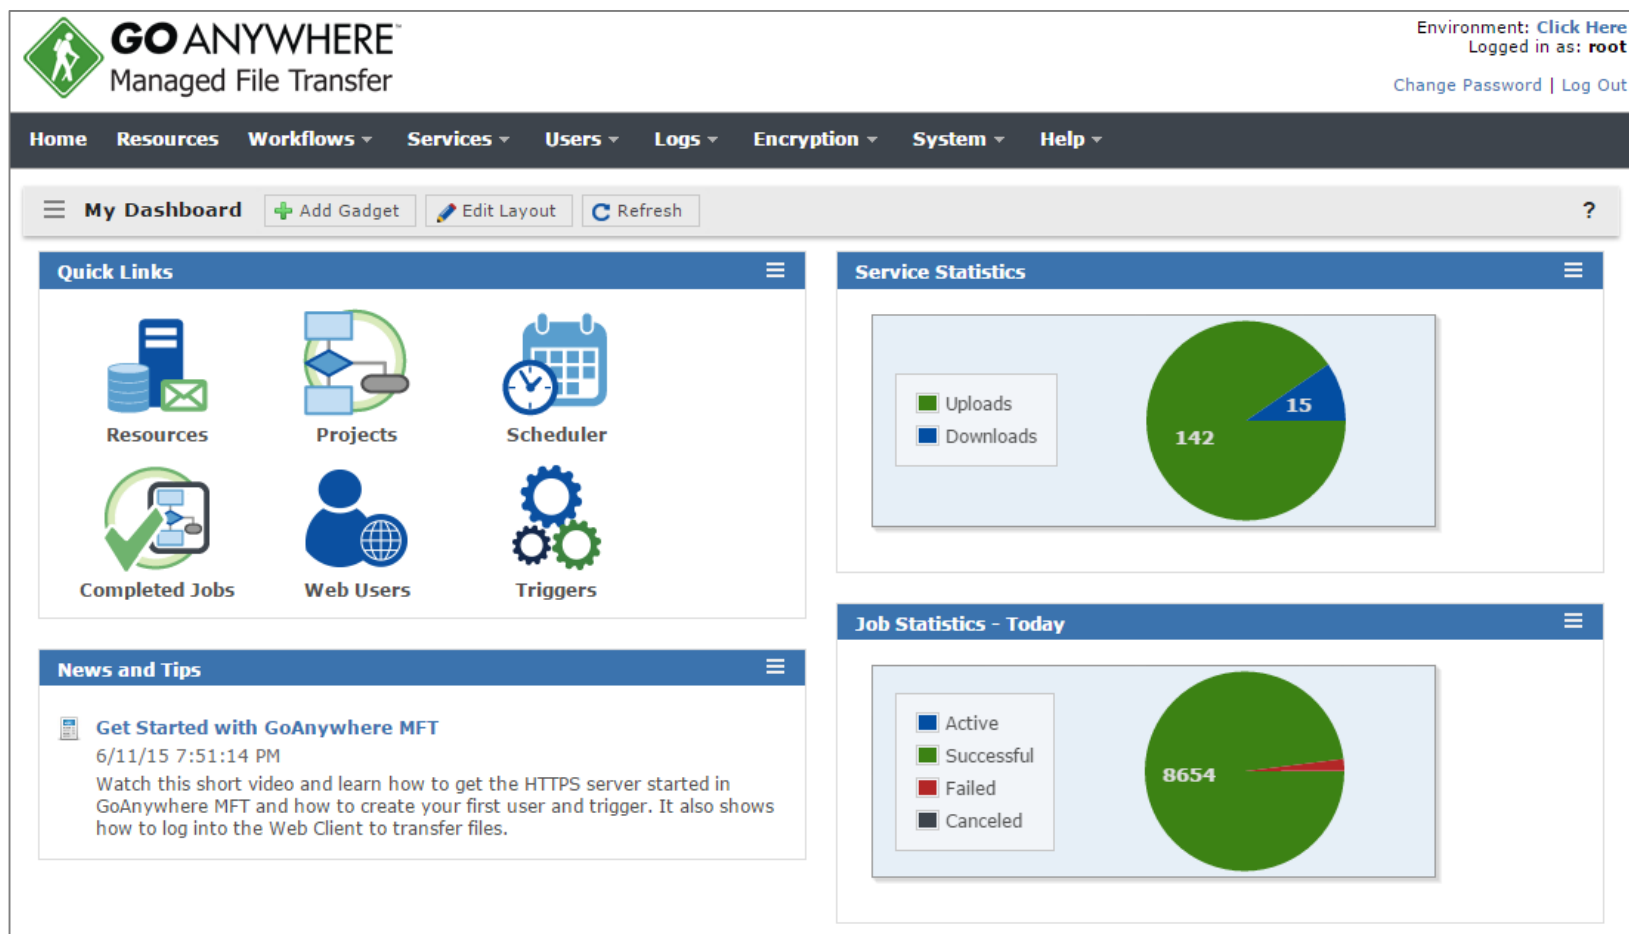 GO ANYWHERE™
Managed File Transfer
Environment: Click Here
Logged in as: root
Change Password | Log Out
Home Resources Workflows Services Users Logs Encryption System Help
My Dashboard Add Gadget Edit Layout Refresh ?
Quick Links
Resources Projects Scheduler
Completed Jobs Web Users Triggers
News and Tips
Get Started with GoAnywhere MFT
6/11/15 7:51:14 PM
Watch this short video and learn how to get the HTTPS server started in
GoAnywhere MFT and how to create your first user and trigger. It also shows
how to log into the Web Client to transfer files.
Service Statistics
Uploads
Downloads
15
142
Job Statistics - Today
Active
Successful
Failed
Canceled
8654